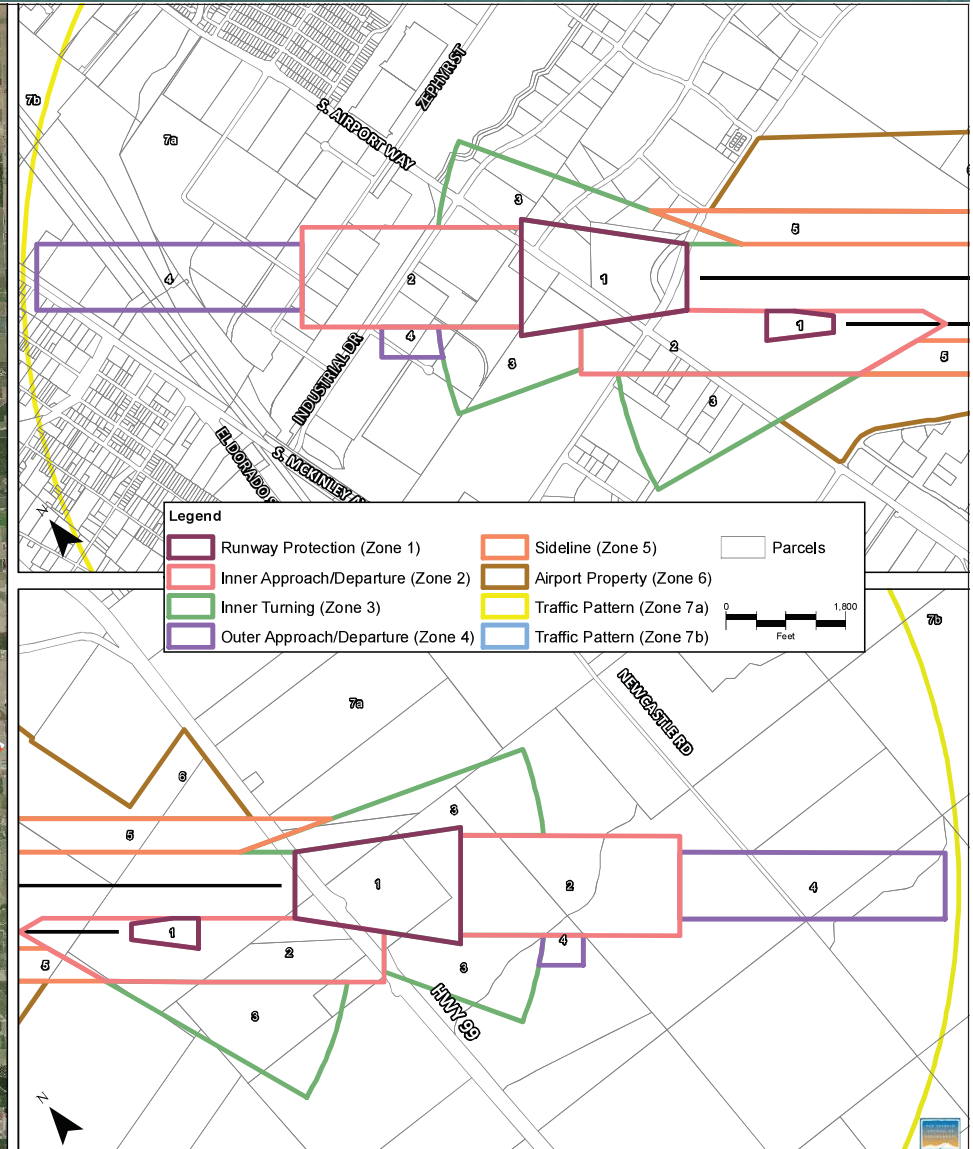 7b
7a
S. AIRPORT WAY
ZEPHYR ST
3
5
4
2
1
4
3
2
1
5
3
INDUSTRIAL DR
EL DORADO
S. MCKINLEY
N
Legend
Runway Protection (Zone 1)
Inner Approach/Departure (Zone 2)
Inner Turning (Zone 3)
Outer Approach/Departure (Zone 4)
Sideline (Zone 5)
Airport Property (Zone 6)
Traffic Pattern (Zone 7a)
Traffic Pattern (Zone 7b)
Parcels
0 1,800
Feet
7b
NEWCASTLE RD
7a
6
3
5
1
2
4
1
2
4
5
3
3
HWY 99
N